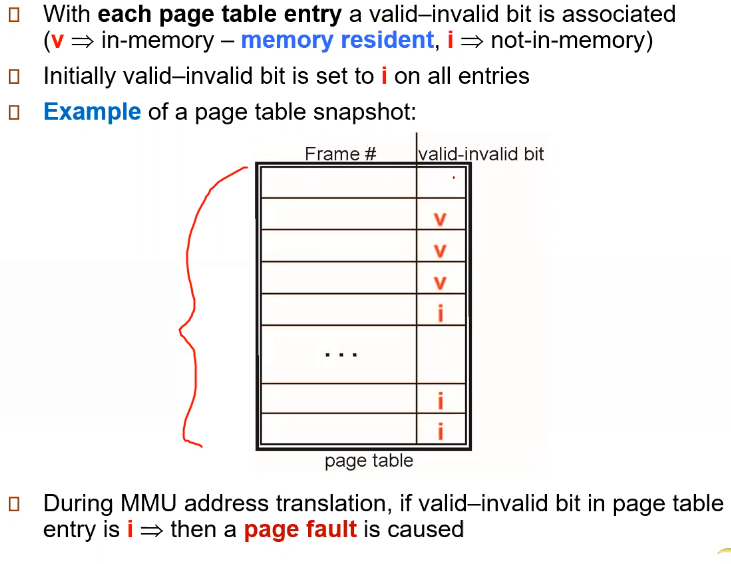 With each page table entry a valid–invalid bit is associated
(v ⇒ in-memory – memory resident, i ⇒ not-in-memory)
Initially valid–invalid bit is set to i on all entries
Example of a page table snapshot:
Frame # valid-invalid bit
v
v
v
i
. . .
i
i
page table
During MMU address translation, if valid–invalid bit in page table
entry is i ⇒ then a page fault is caused